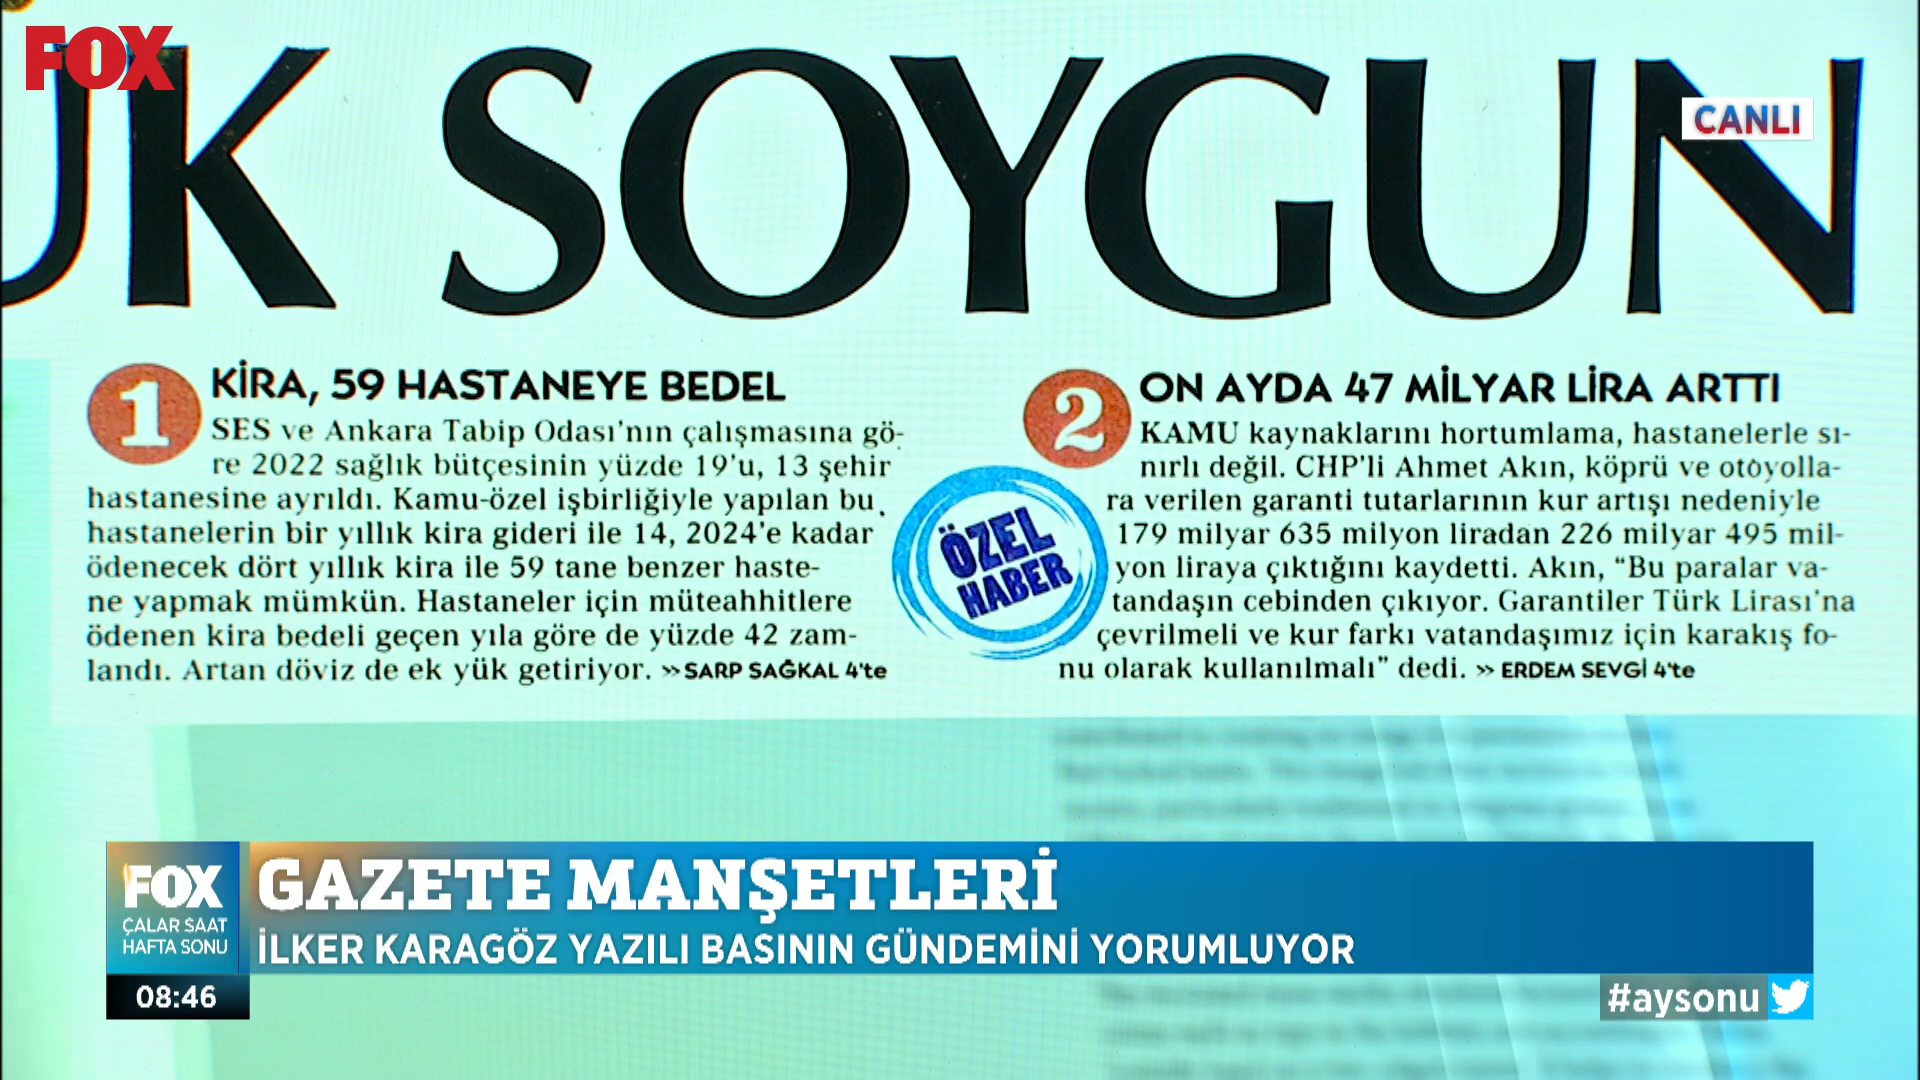 FOX
UK SOYGUN
CANLI
1
KİRA, 59 HASTANEYE BEDEL
SES ve Ankara Tabip Odası'nın çalışmasına gö-
re 2022 sağlık bütçesinin yüzde 19'u, 13 şehir
hastanesine ayrıldı. Kamu-özel işbirliğiyle yapılan bu
hastanelerin bir yıllık kira gideri ile 14, 2024'e kadar
ödenecek dört yıllık kira ile 59 tane benzer haste-
ne yapmak mümkün. Hastaneler için müteahhitlere
ödenen kira bedeli geçen yıla göre de yüzde 42 zam-
landı. Artan döviz de ek yük getiriyor. » SARP SAĞKAL 4'te
ÖZEL
HABER
2
ON AYDA 47 MİLYAR LİRA ARTTI
KAMU kaynaklarını hortumlama, hastanelerle sı-
nırlı değil. CHP'li Ahmet Akın, köprü ve otoyolla-
ra verilen garanti tutarlarının kur artışı nedeniyle
179 milyar 635 milyon liradan 226 milyar 495 mil-
yon liraya çıktığını kaydetti. Akın, “Bu paralar va-
tandaşın cebinden çıkıyor. Garantiler Türk Lirası'na
çevrilmeli ve kur farkı vatandaşımız için karakış fo-
nu olarak kullanılmalı” dedi. » ERDEM SEVGİ 4'te
FOX
ÇALAR SAAT
HAFTA SONU
GAZETE MANŞETLERİ
İLKER KARAGÖZ YAZILI BASININ GÜNDEMİNİ YORUMLUYOR
08:46
#aysonu